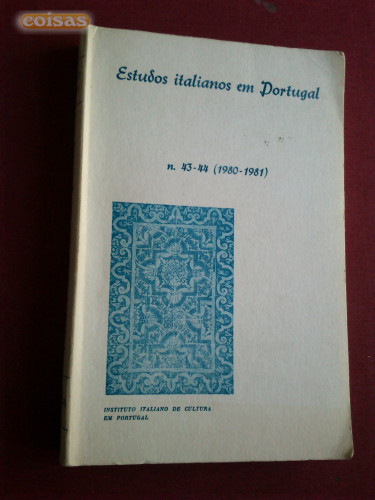 coisas
Estudos italianos em Portugal
n. 43-44 (1980-1981)
INSTITUTO ITALIANO DE CULTURA
EM PORTUGAL